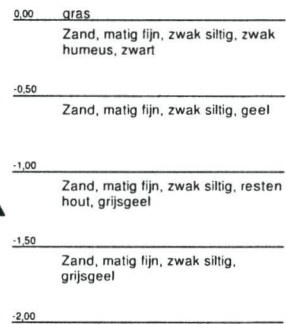 0,00 gras
Zand, matig fijn, zwak siltig, zwak
humeus, zwart
-0,50
Zand, matig fijn, zwak siltig, geel
-1,00
Zand, matig fijn, zwak siltig, resten
hout, grijsgeel
-1,50
Zand, matig fijn, zwak siltig,
grijsgeel
-2,00